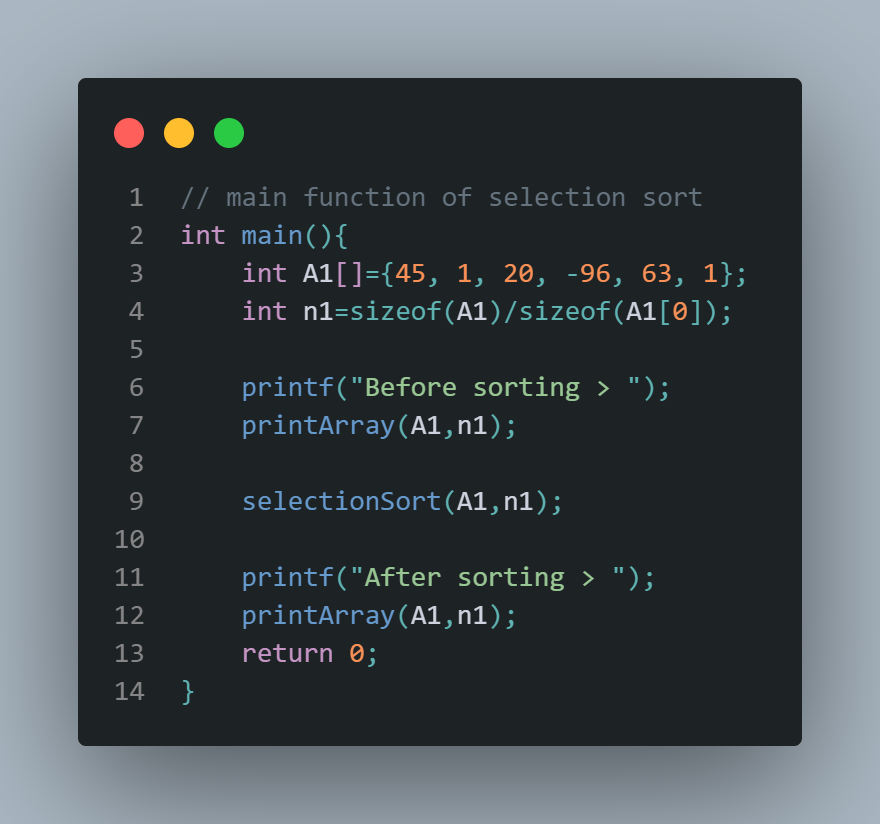 1 // main function of selection sort
2 int main(){
3     int A1[]={45, 1, 20, -96, 63, 1};
4     int n1=sizeof(A1)/sizeof(A1[0]);
5
6     printf("Before sorting > ");
7     printArray(A1,n1);
8
9     selectionSort(A1,n1);
10
11     printf("After sorting > ");
12     printArray(A1,n1);
13     return 0;
14 }